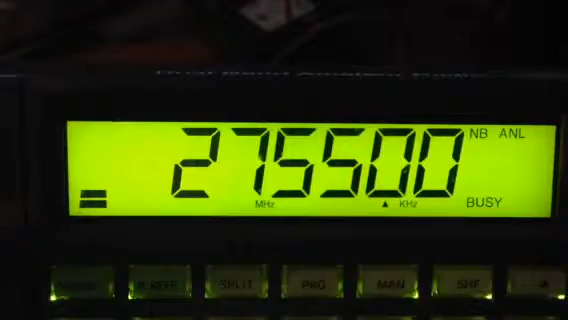 275500
NB ANL
MHz ▲ KHz
BUSY
SPLIT PRG MAN SHF